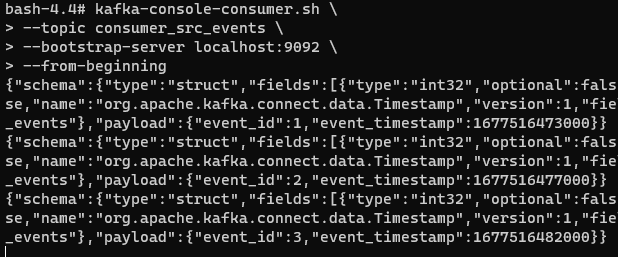 bash-4.4# kafka-console-consumer.sh \
> --topic consumer_src_events \
> --bootstrap-server localhost:9092 \
> --from-beginning
{"schema":{"type":"struct","fields":[{"type":"int32","optional":fals
se,"name":"org.apache.kafka.connect.data.Timestamp","version":1,"fie
_events"},"payload":{"event_id":1,"event_timestamp":1677516473000}}
{"schema":{"type":"struct","fields":[{"type":"int32","optional":fals
se,"name":"org.apache.kafka.connect.data.Timestamp","version":1,"fie
_events"},"payload":{"event_id":2,"event_timestamp":1677516477000}}
{"schema":{"type":"struct","fields":[{"type":"int32","optional":fals
se,"name":"org.apache.kafka.connect.data.Timestamp","version":1,"fie
_events"},"payload":{"event_id":3,"event_timestamp":1677516482000}}